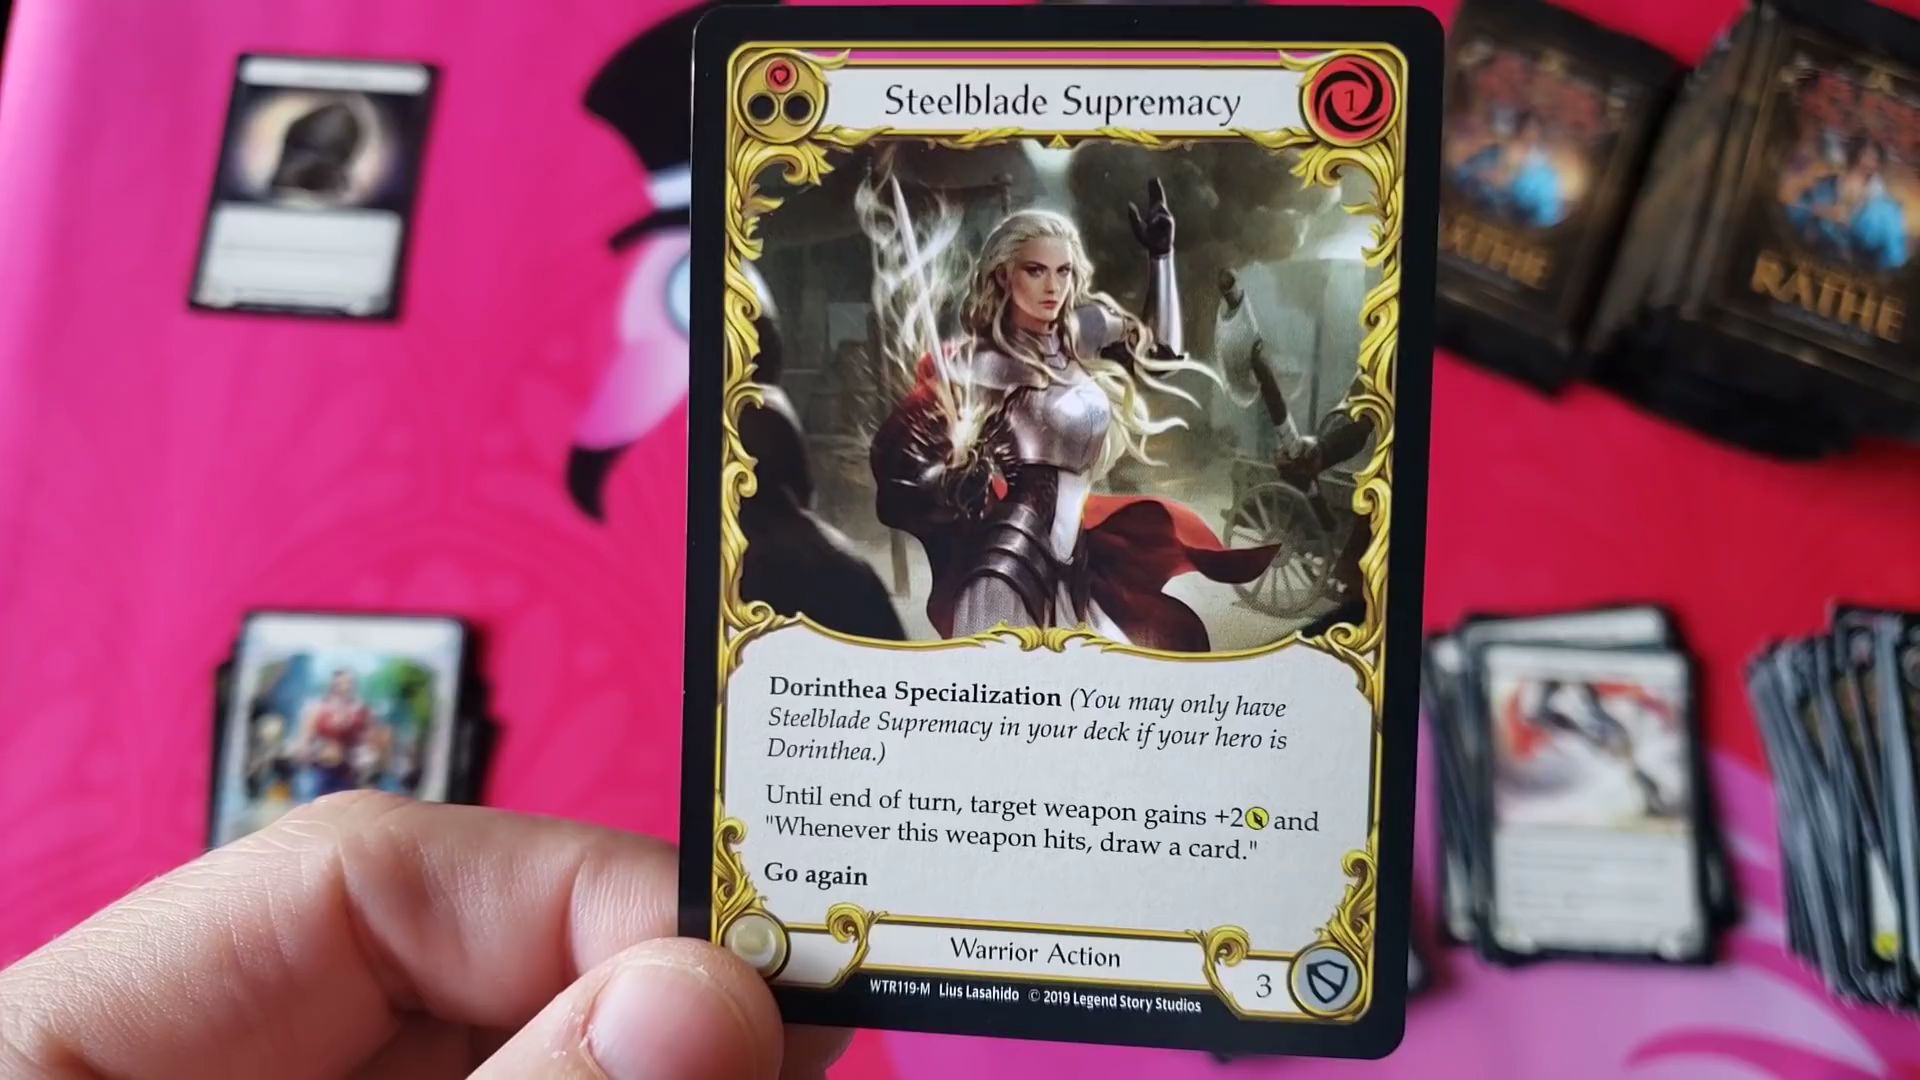 Steelblade Supremacy
1
Dorinthea Specialization (You may only have
Steelblade Supremacy in your deck if your hero is
Dorinthea.)
Until end of turn, target weapon gains +2 and
"Whenever this weapon hits, draw a card."
Go again
Warrior Action
3
WTR119-M Lius Lasahido © 2019 Legend Story Studios
RATHE
RATHE